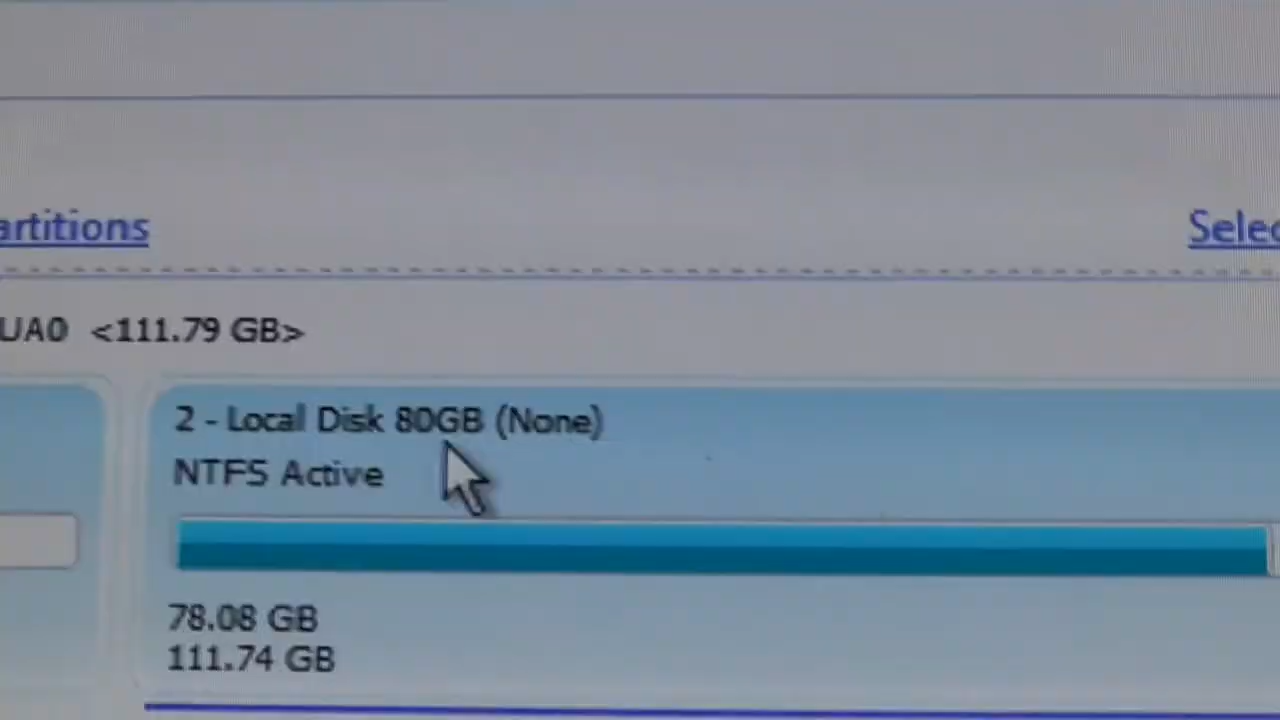 artitions
Selec
UA0 <111.79 GB>
2 - Local Disk 80GB (None)
NTFS Active
78.08 GB
111.74 GB